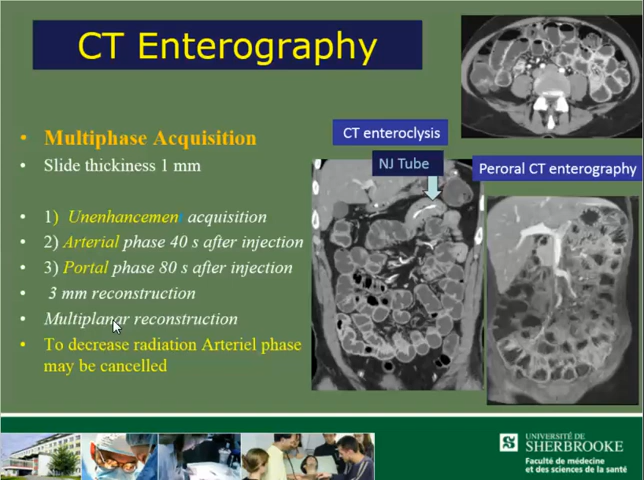 CT Enterography
• Multiphase Acquisition
• Slide thickiness 1 mm
• 1) Unenhancemen acquisition
• 2) Arterial phase 40 s after injection
• 3) Portal phase 80 s after injection
• 3 mm reconstruction
• Multiplanar reconstruction
• To decrease radiation Arteriel phase
may be cancelled
CT enteroclysis
NJ Tube
Peroral CT enterography
S
UNIVERSITÉ DE
SHERBROOKE
Faculté de médecine
et des sciences de la santé